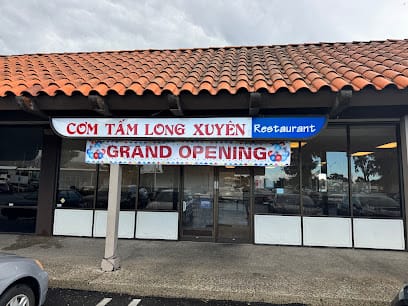 CƠM TẤM LONG XUYÊN Restaurant
GRAND OPENING